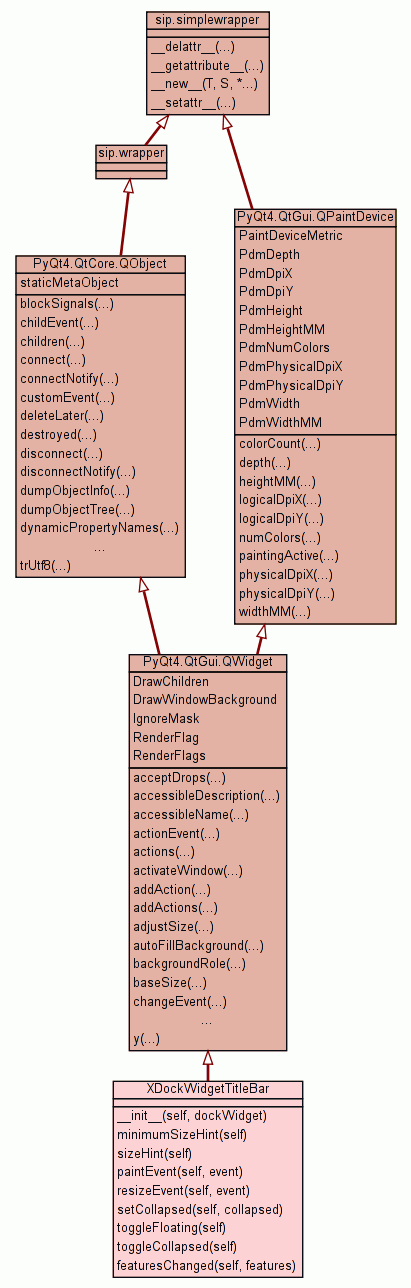 sip.simplewrapper
__delattr__(...)
__getattribute__(...)
__new__(T, S, *...)
__setattr__(...)
sip.wrapper
PyQt4.QtGui.QPaintDevice
PaintDeviceMetric
PdmDepth
PdmDpiX
PdmDpiY
PdmHeight
PdmHeightMM
PdmNumColors
PdmPhysicalDpiX
PdmPhysicalDpiY
PdmWidth
PdmWidthMM
colorCount(...)
depth(...)
heightMM(...)
logicalDpiX(...)
logicalDpiY(...)
numColors(...)
paintingActive(...)
physicalDpiX(...)
physicalDpiY(...)
widthMM(...)
PyQt4.QtCore.QObject
staticMetaObject
blockSignals(...)
childEvent(...)
children(...)
connect(...)
connectNotify(...)
customEvent(...)
deleteLater(...)
destroyed(...)
disconnect(...)
disconnectNotify(...)
dumpObjectInfo(...)
dumpObjectTree(...)
dynamicPropertyNames(...)
...
trUtf8(...)
PyQt4.QtGui.QWidget
DrawChildren
DrawWindowBackground
IgnoreMask
RenderFlag
RenderFlags
acceptDrops(...)
accessibleDescription(...)
accessibleName(...)
actionEvent(...)
actions(...)
activateWindow(...)
addAction(...)
addActions(...)
adjustSize(...)
autoFillBackground(...)
backgroundRole(...)
baseSize(...)
changeEvent(...)
...
y(...)
XDockWidgetTitleBar
__init__(self, dockWidget)
minimumSizeHint(self)
sizeHint(self)
paintEvent(self, event)
resizeEvent(self, event)
setCollapsed(self, collapsed)
toggleFloating(self)
toggleCollapsed(self)
featuresChanged(self, features)